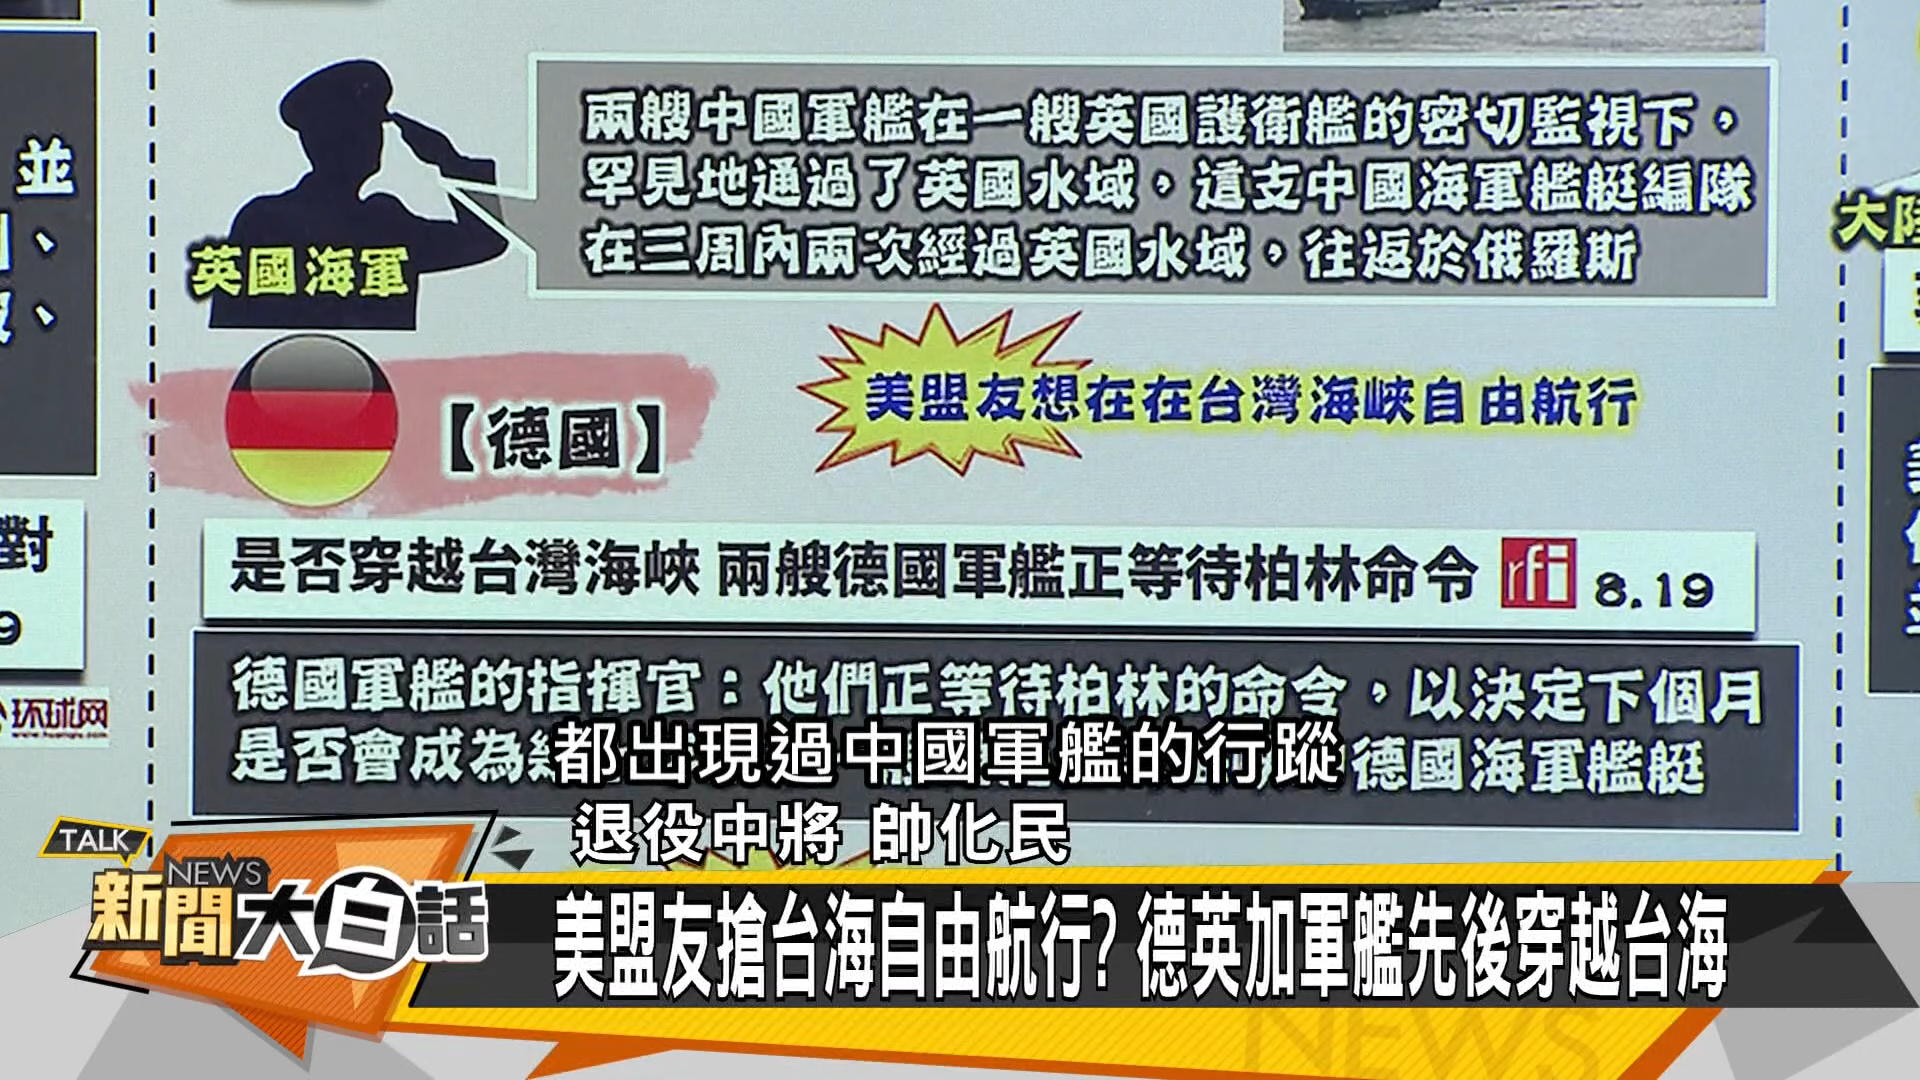 並
、
、
對
9
环球网
兩艘中國軍艦在一艘英國護衛艦的密切監視下，
罕見地通過了英國水域，這支中國海軍艦艇編隊
在三周內兩次經過英國水域，往返於俄羅斯
英國海軍
【德國】
美盟友想在在台灣海峽自由航行
是否穿越台灣海峽 兩艘德國軍艦正等待柏林命令 rfi 8.19
德國軍艦的指揮官：他們正等待柏林的命令，以決定下個月
是否會成為 德國海軍艦艇
大陸
都出現過中國軍艦的行蹤
退役中將 帥化民
TALK
NEWS
新聞大白話
美盟友搶台海自由航行? 德英加軍艦先後穿越台海
NEWS